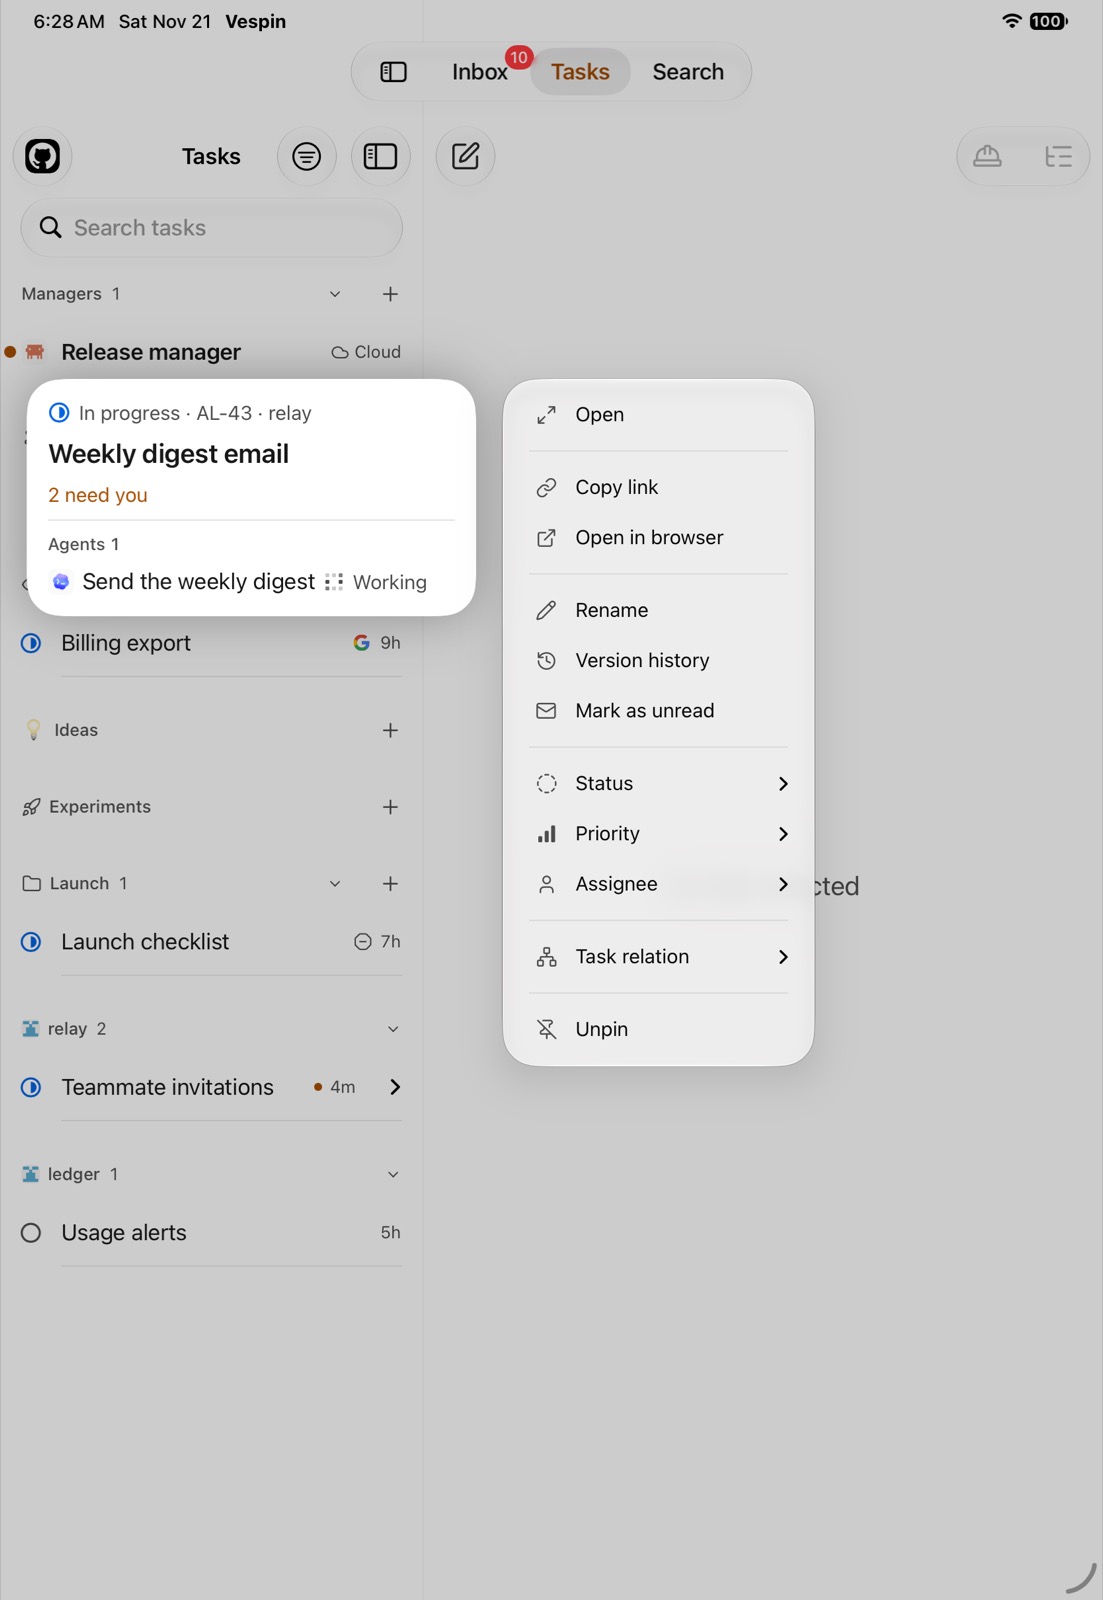 6:28 AM Sat Nov 21 Vespin
100
Inbox 10 Tasks Search
Tasks
Search tasks
Managers 1
Release manager Cloud
In progress · AL-43 · relay
Weekly digest email
2 need you
Agents 1
Send the weekly digest Working
Billing export 9h
Ideas
Experiments
Launch 1
Launch checklist 7h
relay 2
Teammate invitations 4m
ledger 1
Usage alerts 5h
Open
Copy link
Open in browser
Rename
Version history
Mark as unread
Status
Priority
Assignee
Task relation
Unpin